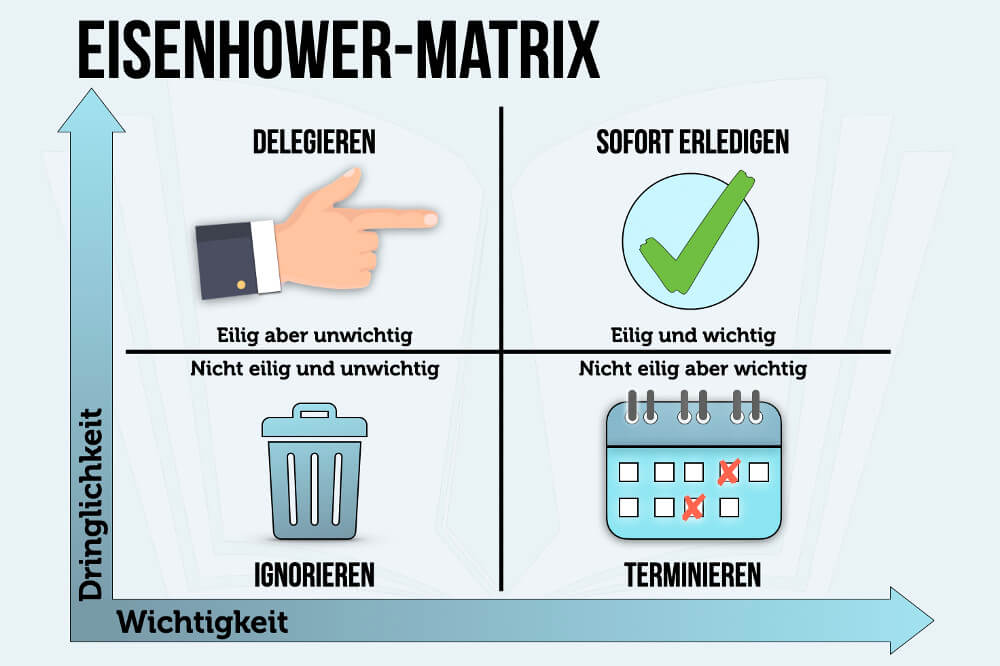 EISENHOWER-MATRIX
DELEGIEREN
SOFORT ERLEDIGEN
Eilig aber unwichtig
Eilig und wichtig
Nicht eilig und unwichtig
Nicht eilig aber wichtig
IGNORIEREN
TERMINIEREN
Dringlichkeit
Wichtigkeit